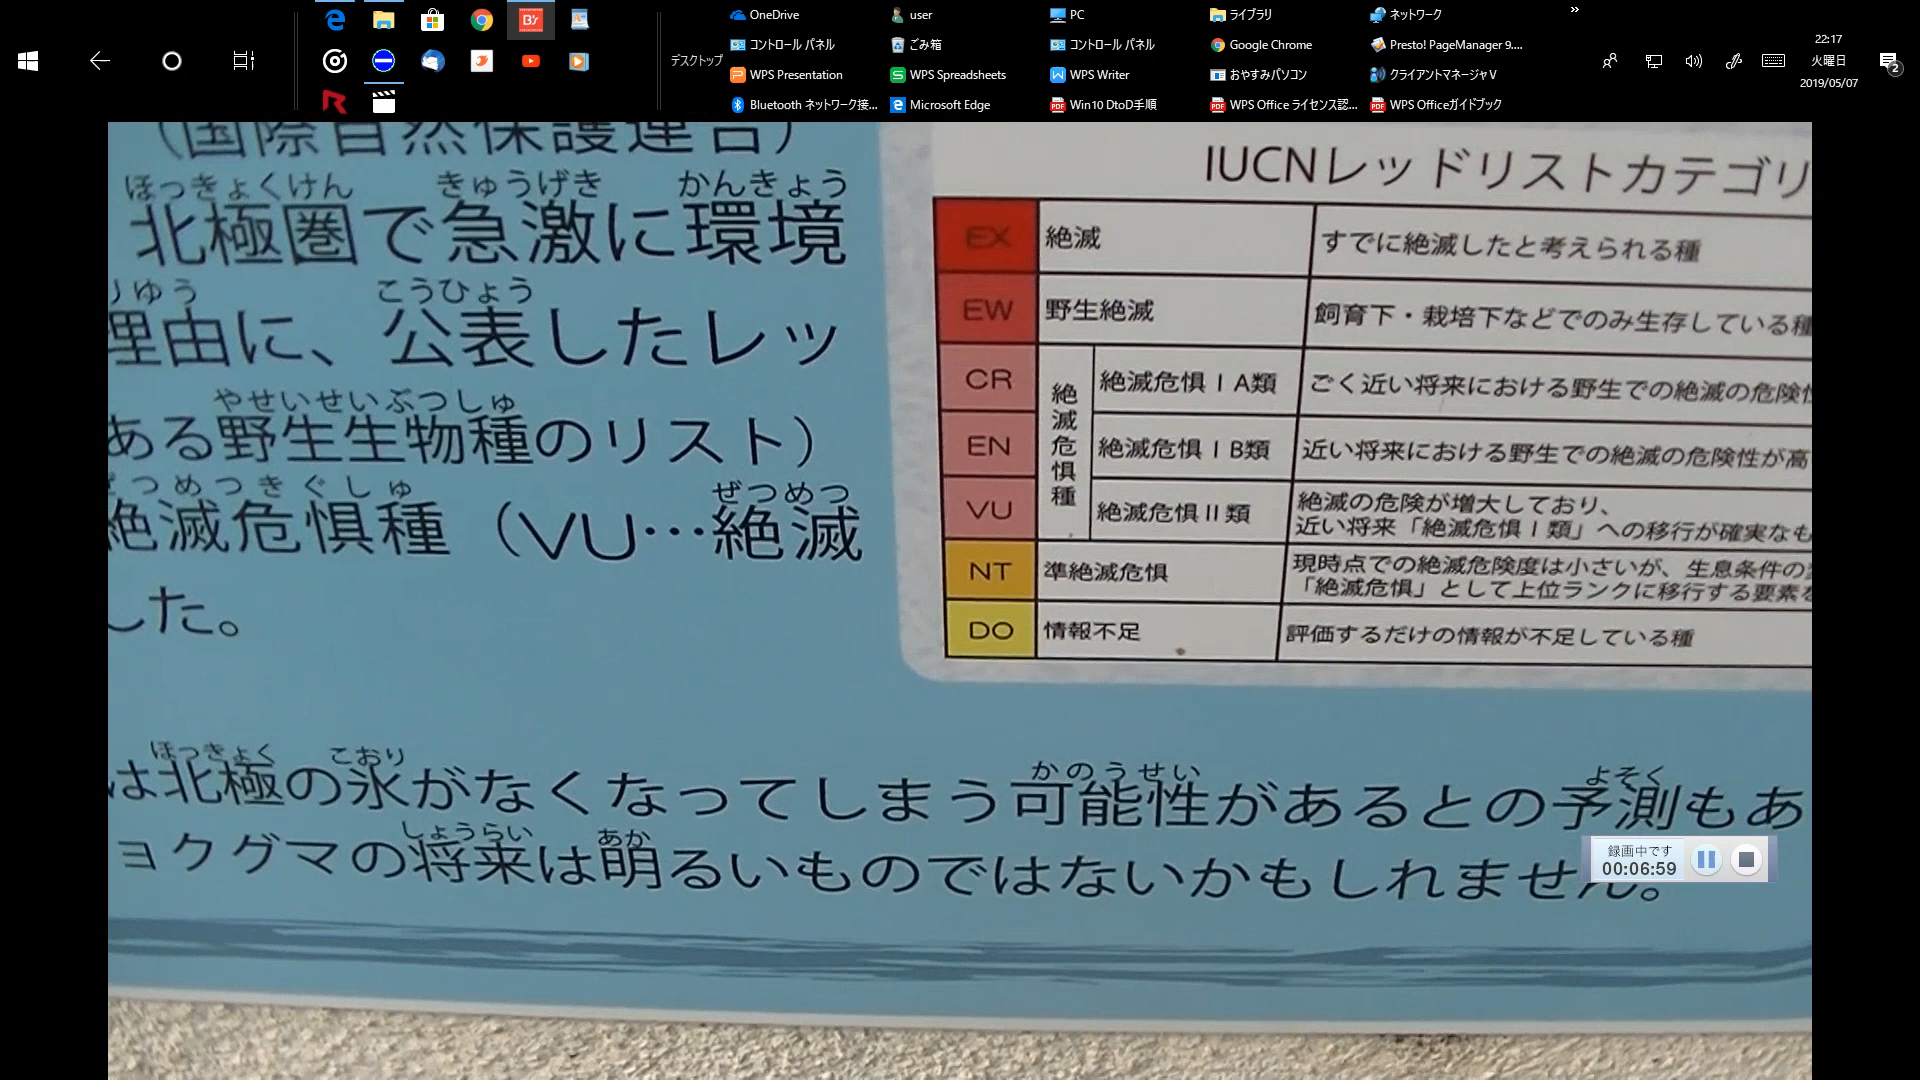 OneDrive
user
PC
ライブラリ
ネットワーク
»
コントロール パネル
ごみ箱
コントロール パネル
Google Chrome
Presto! PageManager 9....
デスクトップ
WPS Presentation
WPS Spreadsheets
WPS Writer
おやすみパソコン
クライアントマネージャV
Bluetooth ネットワーク接...
Microsoft Edge
Win10 DtoD手順
WPS Office ライセンス認...
WPS Officeガイドブック
B'z
22:17
火曜日
2019/05/07
2
（国際自然保護連合）
ほっきょくけん きゅうげき かんきょう
北極圏で急激に環境
りゆう こうひょう
理由に、公表したレッ
やせいせいぶつしゅ
ある野生生物種のリスト）
ぜつめつきぐしゅ ぜつめつ
絶滅危惧種（VU…絶滅
した。
IUCNレッドリストカテゴリ
EX 絶滅 すでに絶滅したと考えられる種
EW 野生絶滅 飼育下・栽培下などでのみ生存している種
絶滅危惧種
CR 絶滅危惧ⅠA類 ごく近い将来における野生での絶滅の危険性
EN 絶滅危惧ⅠB類 近い将来における野生での絶滅の危険性が高
VU 絶滅危惧Ⅱ類 絶滅の危険が増大しており、
近い将来「絶滅危惧Ⅰ類」への移行が確実なも
NT 準絶滅危惧 現時点での絶滅危険度は小さいが、生息条件の
「絶滅危惧」として上位ランクに移行する要素
DO 情報不足 評価するだけの情報が不足している種
ほっきょく こおり かのうせい よそく
は北極の氷がなくなってしまう可能性があるとの予測もあ
しょうらい あか
ョクグマの将来は明るいものではないかもしれません。
録画中です
00:06:59